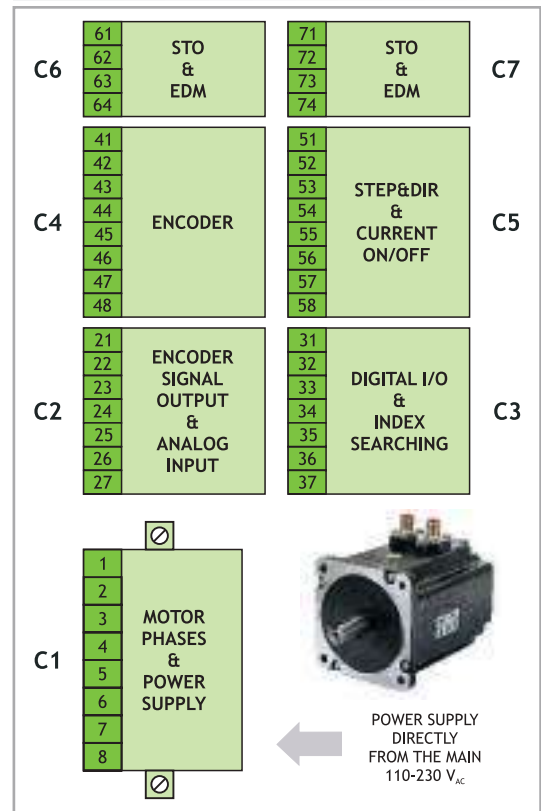 C6
61
62
63
64
STO
&
EDM
71
72
73
74
STO
&
EDM
C7
C4
41
42
43
44
45
46
47
48
ENCODER
51
52
53
54
55
56
57
58
STEP&DIR
&
CURRENT
ON/OFF
C5
C2
21
22
23
24
25
26
27
ENCODER
SIGNAL
OUTPUT
&
ANALOG
INPUT
31
32
33
34
35
36
37
DIGITAL I/O
&
INDEX
SEARCHING
C3
C1
1
2
3
4
5
6
7
8
MOTOR
PHASES
&
POWER
SUPPLY
POWER SUPPLY
DIRECTLY
FROM THE MAIN
110-230 VAC